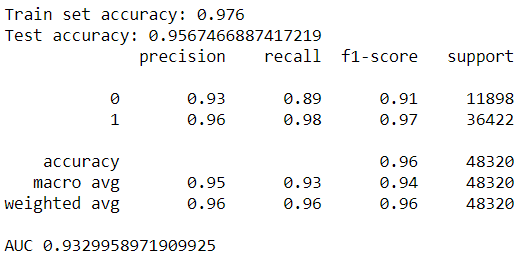 Train set accuracy: 0.976
Test accuracy: 0.9567466887417219
precision recall f1-score support
0 0.93 0.89 0.91 11898
1 0.96 0.98 0.97 36422
accuracy 0.96 48320
macro avg 0.95 0.93 0.94 48320
weighted avg 0.96 0.96 0.96 48320
AUC 0.9329958971909925